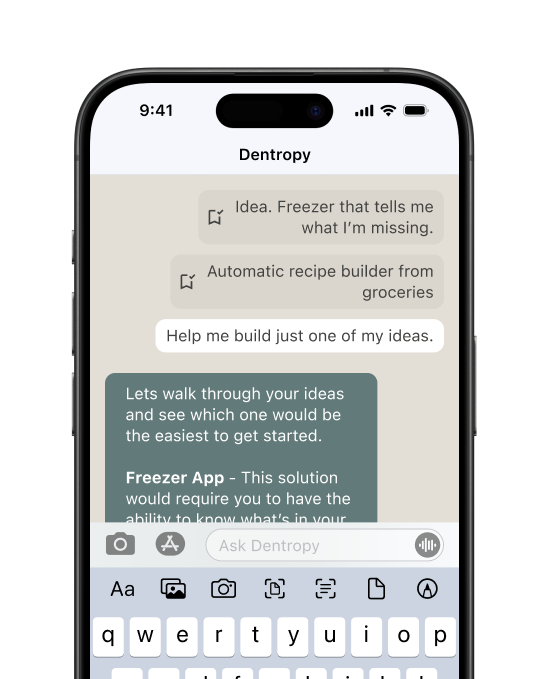 9:41
Dentropy
Idea. Freezer that tells me
what I’m missing.
Automatic recipe builder from
groceries
Help me build just one of my ideas.
Lets walk through your ideas
and see which one would be
the easiest to get started.
Freezer App - This solution
would require you to have the
ability to know what's in your
Ask Dentropy
Aa
q w e r t y u i o p